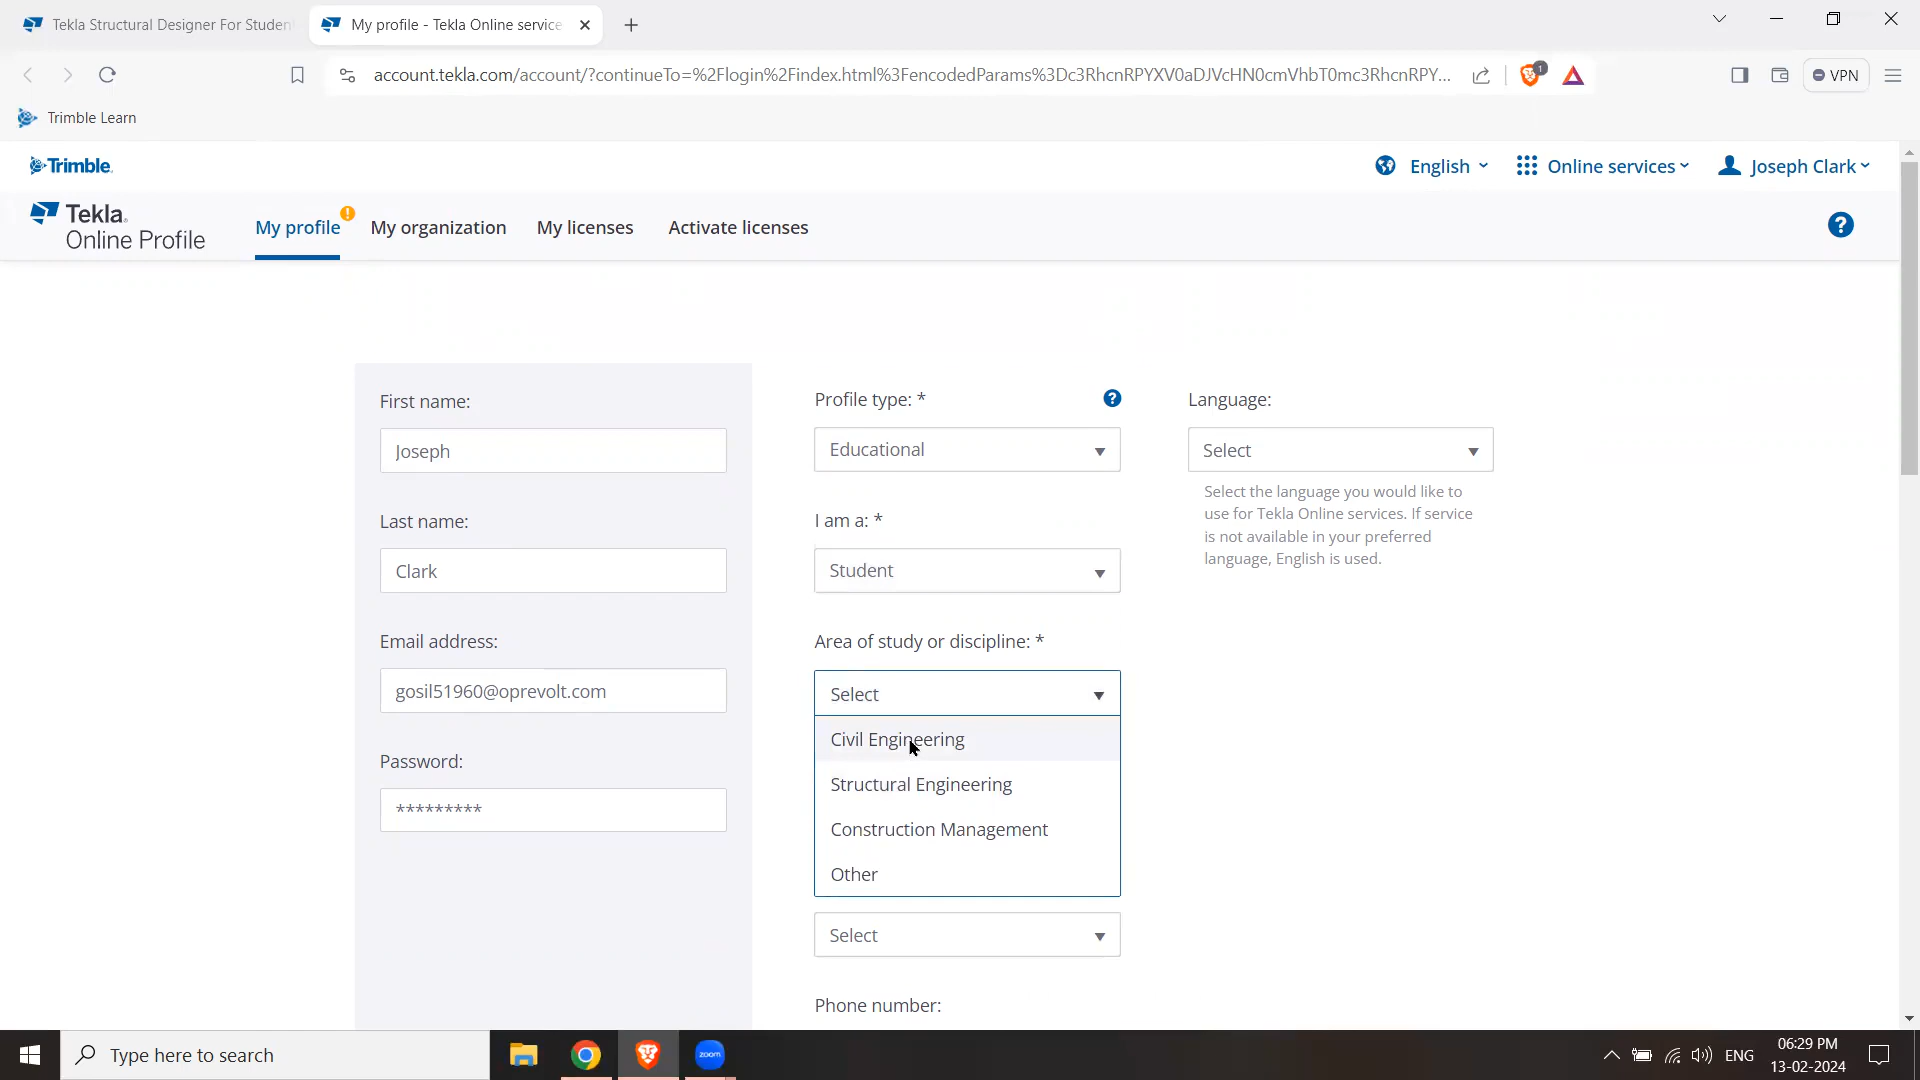 Tekla Structural Designer For Studen
My profile - Tekla Online service
account.tekla.com/account/?continueTo=%2Flogin%2Findex.html%3FencodedParams%3Dc3RhcnRPYXV0aDJVcHN0cmVhbT0mc3RhcnRPY...
1
VPN
Trimble Learn
Trimble.
English
Online services
Joseph Clark
Tekla.
Online Profile
My profile
!
My organization
My licenses
Activate licenses
?
First name:
Joseph
Last name:
Clark
Email address:
gosil51960@oprevolt.com
Password:
*********
Profile type: *
?
Educational
I am a: *
Student
Area of study or discipline: *
Select
Civil Engineering
Structural Engineering
Construction Management
Other
Select
Phone number:
Language:
Select
Select the language you would like to
use for Tekla Online services. If service
is not available in your preferred
language, English is used.
Type here to search
zoom
ENG
06:29 PM
13-02-2024